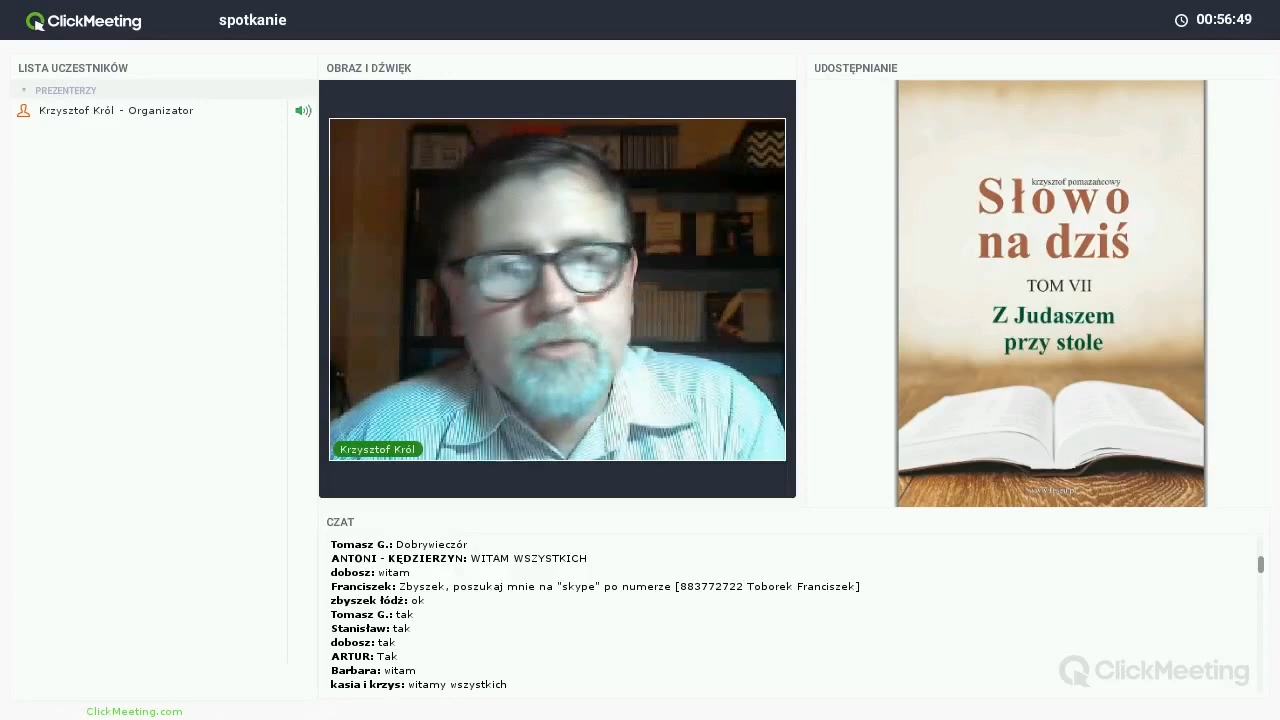 ClickMeeting
spotkanie
00:56:49
LISTA UCZESTNIKÓW
PREZENTERZY
Krzysztof Król - Organizator
OBRAZ I DŹWIĘK
Krzysztof Król
UDOSTĘPNIANIE
krzysztof pomazańcowy
Słowo
na dziś
TOM VII
Z Judaszem
przy stole
CZAT
Tomasz G.: Dobrywieczór
ANTONI - KĘDZIERZYN: WITAM WSZYSTKICH
dobosz: witam
Franciszek: Zbyszek, poszukaj mnie na "skype" po numerze [883772722 Toborek Franciszek]
zbyszek łódź: ok
Tomasz G.: tak
Stanisław: tak
dobosz: tak
ARTUR: Tak
Barbara: witam
kasia i krzys: witamy wszystkich
ClickMeeting
ClickMeeting.com